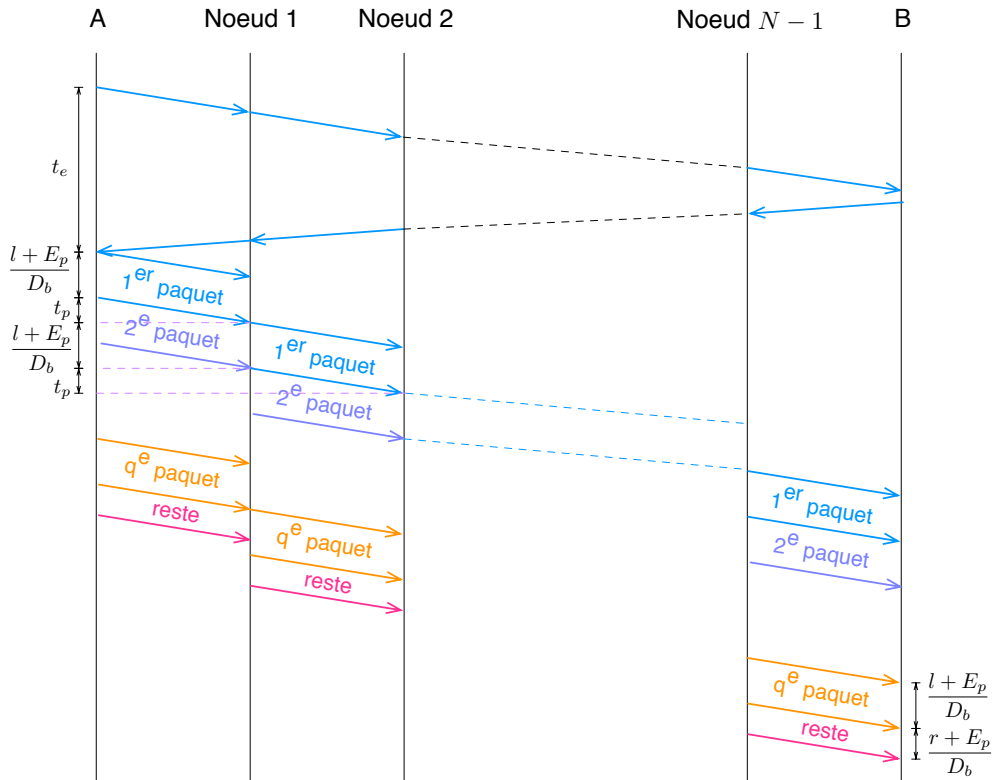 A Noeud 1 Noeud 2 Noeud N − 1 B
t_e
l + E_p
D_b
1er paquet
t_p
l + E_p
D_b
2e paquet
1er paquet
t_p
2e paquet
qe paquet
1er paquet
reste
qe paquet
2e paquet
reste
qe paquet
l + E_p
D_b
reste
r + E_p
D_b